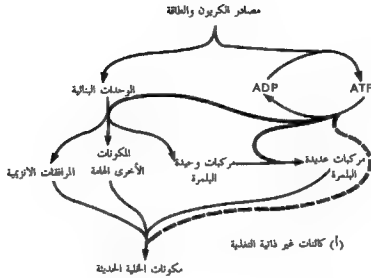 مصادر الكربون والطاقة
ATP
ADP
الوحدات البنائية
مركبات عديدة
البلمرة
مركبات وحيدة
البلمرة
المكونات
الأخرى الهامة
المرافقات الانزيمية
(أ) كائنات غير ذاتية التغذية
مكونات الخلية الحديثة